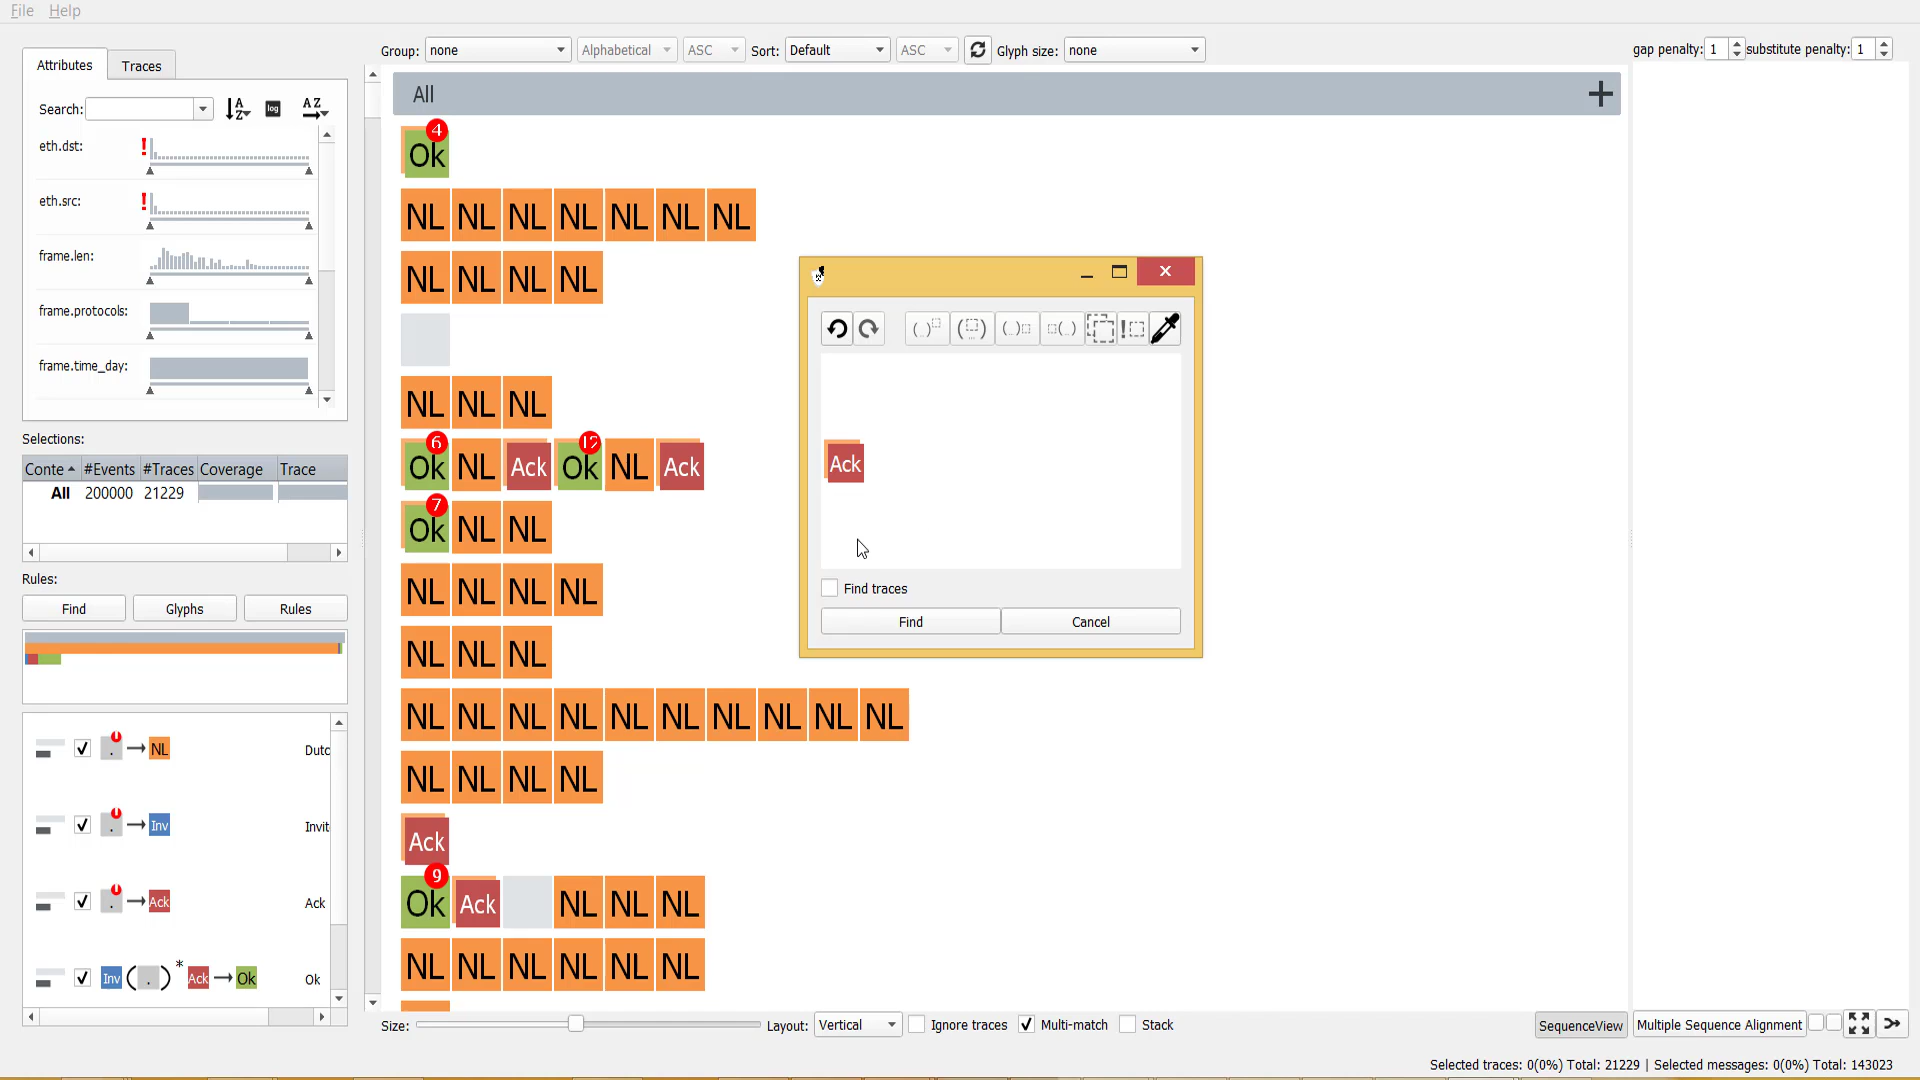 File Help
Attributes Traces
Group: none Alphabetical ASC Sort: Default ASC Glyph size: none
gap penalty: 1 substitute penalty: 1
Search: A Z log A Z
eth.dst: !
eth.src: !
frame.len:
frame.protocols:
frame.time_day:
Selections:
Conte #Events #Traces Coverage Trace
All 200000 21229
Rules:
Find Glyphs Rules
. → NL Dutc
. → Inv Invit
. → Ack Ack
Inv ( . ) * Ack → Ok Ok
All +
4 Ok
NL NL NL NL NL NL NL
NL NL NL NL
NL NL NL
6 Ok NL Ack 12 Ok NL Ack
7 Ok NL NL
NL NL NL NL
NL NL NL
NL NL NL NL NL NL NL NL NL NL
NL NL NL NL
Ack
9 Ok Ack NL NL NL
NL NL NL NL NL NL
Ack
Find traces
Find Cancel
Size: Layout: Vertical Ignore traces Multi-match Stack
SequenceView Multiple Sequence Alignment
Selected traces: 0(0%) Total: 21229 | Selected messages: 0(0%) Total: 143023